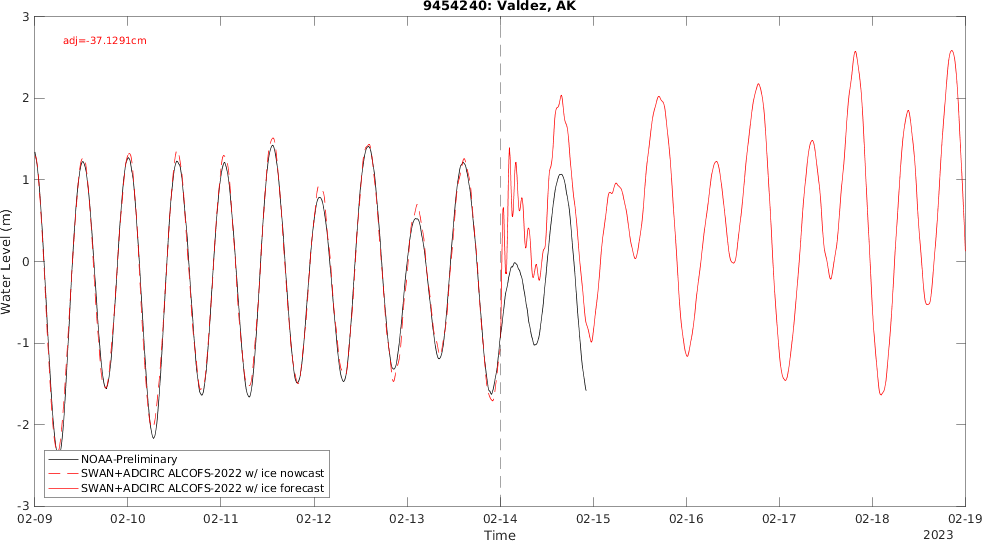 9454240: Valdez, AK
adj=-37.1291cm
3
2
1
0
-1
-2
-3
Water Level (m)
NOAA-Preliminary
SWAN+ADCIRC ALCOFS-2022 w/ ice nowcast
SWAN+ADCIRC ALCOFS-2022 w/ ice forecast
02-09 02-10 02-11 02-12 02-13 02-14 02-15 02-16 02-17 02-18 02-19
Time
2023